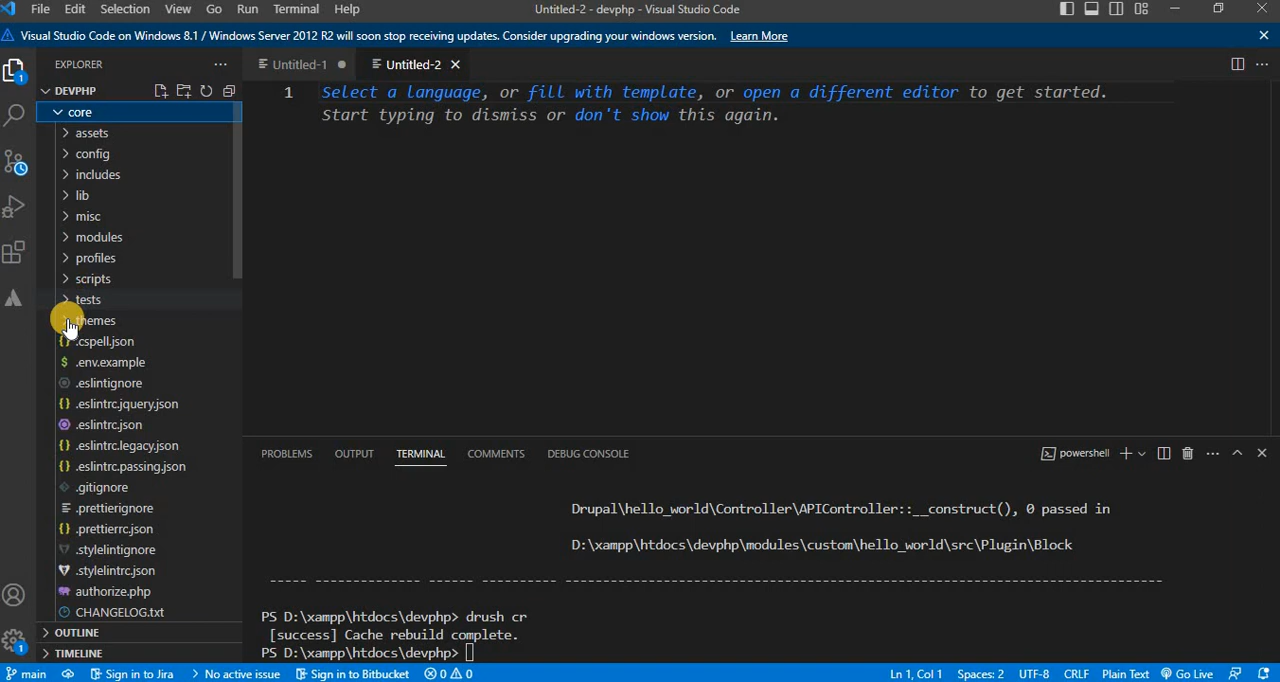 File Edit Selection View Go Run Terminal Help Untitled-2 - devphp - Visual Studio Code
Visual Studio Code on Windows 8.1 / Windows Server 2012 R2 will soon stop receiving updates. Consider upgrading your windows version. Learn More
EXPLORER
Untitled-1
Untitled-2
DEVPHP
core
assets
config
includes
lib
misc
modules
profiles
scripts
tests
themes
.cspell.json
.env.example
.eslintignore
.eslintrc.jquery.json
.eslintrc.json
.eslintrc.legacy.json
.eslintrc.passing.json
.gitignore
.prettierignore
.prettierrc.json
.stylelintignore
.stylelintrc.json
authorize.php
CHANGELOG.txt
OUTLINE
TIMELINE
1 Select a language, or fill with template, or open a different editor to get started.
Start typing to dismiss or don't show this again.
PROBLEMS OUTPUT TERMINAL COMMENTS DEBUG CONSOLE powershell
Drupal\hello_world\Controller\APIController::__construct(), 0 passed in
D:\xampp\htdocs\devphp\modules\custom\hello_world\src\Plugin\Block
----- -------------- ------ ---------- ---------------------------------------------------------------------------------
PS D:\xampp\htdocs\devphp> drush cr
[success] Cache rebuild complete.
PS D:\xampp\htdocs\devphp>
main Sign in to Jira No active issue Sign in to Bitbucket 0 0 Ln 1, Col 1 Spaces: 2 UTF-8 CRLF Plain Text Go Live